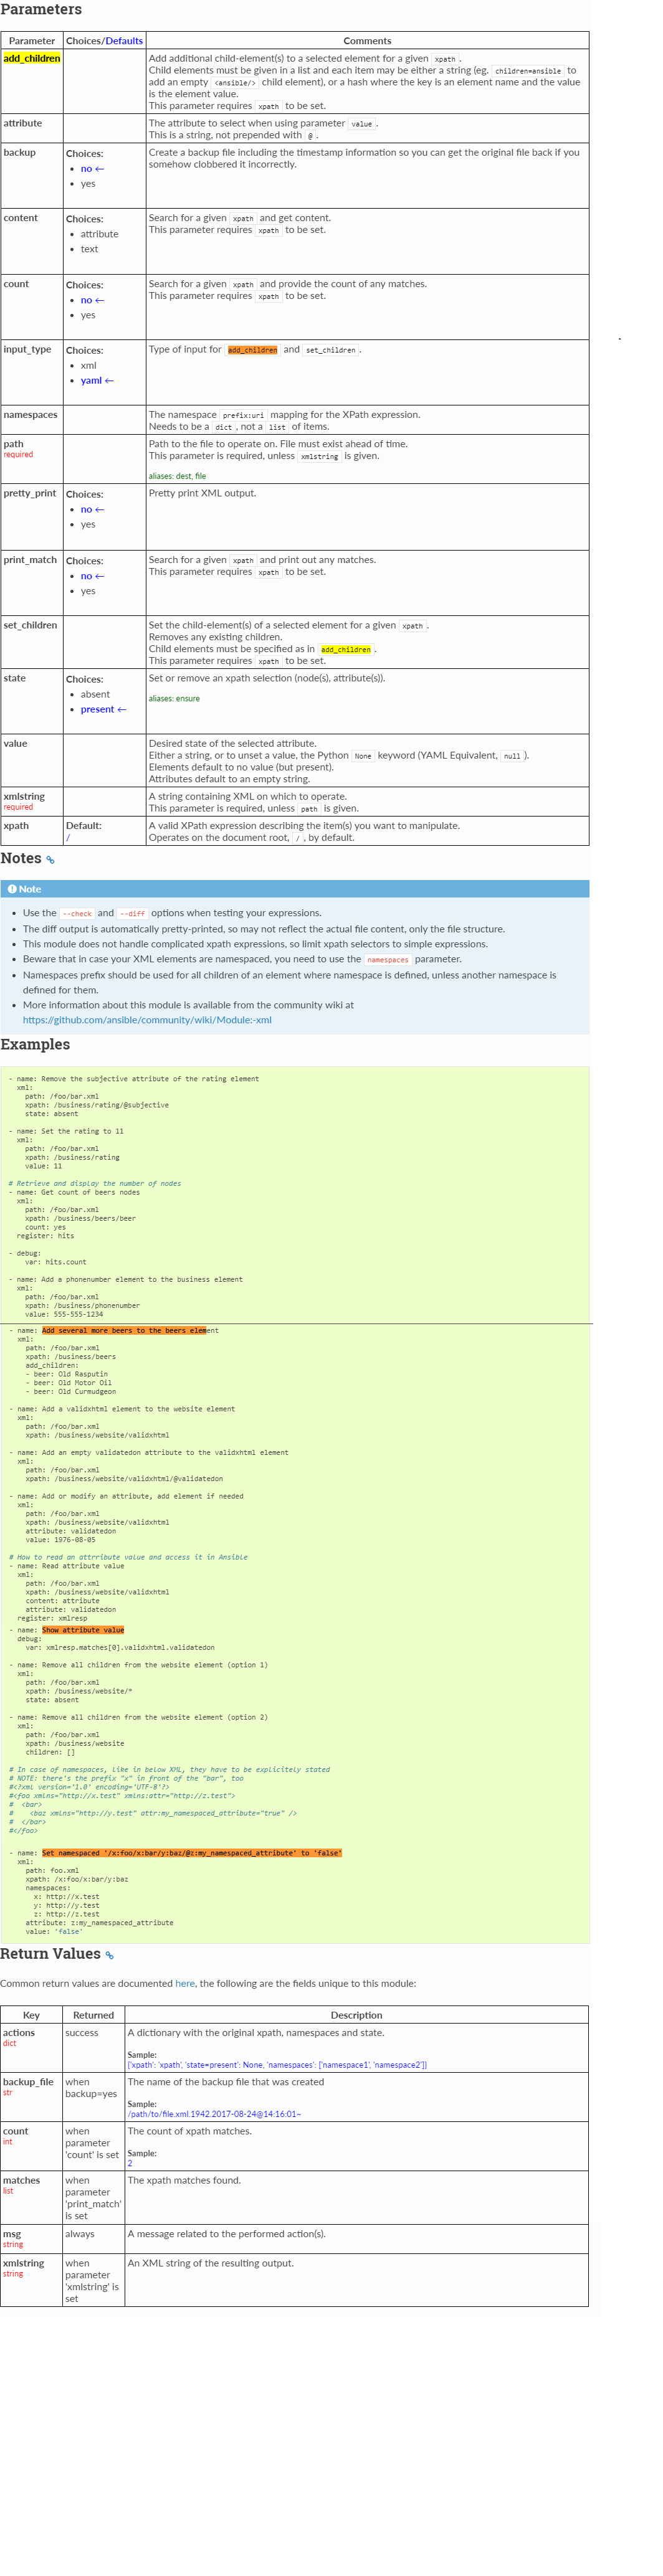 Parameters
Parameter Choices/Defaults Comments
add_children Add additional child-element(s) to a selected element for a given xpath .
Child elements must be given in a list and each item may be either a string (eg. children=ansible to
add an empty <ansible/> child element), or a hash where the key is an element name and the value
is the element value.
This parameter requires xpath to be set.
attribute The attribute to select when using parameter value .
This is a string, not prepended with @ .
backup Choices: Create a backup file including the timestamp information so you can get the original file back if you
no ← somehow clobbered it incorrectly.
yes
content Choices: Search for a given xpath and get content.
attribute This parameter requires xpath to be set.
text
count Choices: Search for a given xpath and provide the count of any matches.
no ← This parameter requires xpath to be set.
yes
input_type Choices: Type of input for add_children and set_children .
xml
yaml ←
namespaces The namespace prefix:uri mapping for the XPath expression.
Needs to be a dict , not a list of items.
path Path to the file to operate on. File must exist ahead of time.
required This parameter is required, unless xmlstring is given.
aliases: dest, file
pretty_print Choices: Pretty print XML output.
no ←
yes
print_match Choices: Search for a given xpath and print out any matches.
no ← This parameter requires xpath to be set.
yes
set_children Set the child-element(s) of a selected element for a given xpath .
Removes any existing children.
Child elements must be specified as in add_children .
This parameter requires xpath to be set.
state Choices: Set or remove an xpath selection (node(s), attribute(s)).
absent
present ← aliases: ensure
value Desired state of the selected attribute.
Either a string, or to unset a value, the Python None keyword (YAML Equivalent, null ).
Elements default to no value (but present).
Attributes default to an empty string.
xmlstring A string containing XML on which to operate.
required This parameter is required, unless path is given.
xpath Default: A valid XPath expression describing the item(s) you want to manipulate.
/ Operates on the document root, / , by default.
Notes
Note
Use the --check and --diff options when testing your expressions.
The diff output is automatically pretty-printed, so may not reflect the actual file content, only the file structure.
This module does not handle complicated xpath expressions, so limit xpath selectors to simple expressions.
Beware that in case your XML elements are namespaced, you need to use the namespaces parameter.
Namespaces prefix should be used for all children of an element where namespace is defined, unless another namespace is
defined for them.
More information about this module is available from the community wiki at
https://github.com/ansible/community/wiki/Module:-xml
Examples
- name: Remove the subjective attribute of the rating element
xml:
path: /foo/bar.xml
xpath: /business/rating/@subjective
state: absent
- name: Set the rating to 11
xml:
path: /foo/bar.xml
xpath: /business/rating
value: 11
# Retrieve and display the number of nodes
- name: Get count of beers nodes
xml:
path: /foo/bar.xml
xpath: /business/beers/beer
count: yes
register: hits
- debug:
var: hits.count
- name: Add a phonenumber element to the business element
xml:
path: /foo/bar.xml
xpath: /business/phonenumber
value: 555-555-1234
- name: Add several more beers to the beers element
xml:
path: /foo/bar.xml
xpath: /business/beers
add_children:
- beer: Old Rasputin
- beer: Old Motor Oil
- beer: Old Curmudgeon
- name: Add a validxhtml element to the website element
xml:
path: /foo/bar.xml
xpath: /business/website/validxhtml
- name: Add an empty validatedon attribute to the validxhtml element
xml:
path: /foo/bar.xml
xpath: /business/website/validxhtml/@validatedon
- name: Add or modify an attribute, add element if needed
xml:
path: /foo/bar.xml
xpath: /business/website/validxhtml
attribute: validatedon
value: 1976-08-05
# How to read an attrribute value and access it in Ansible
- name: Read attribute value
xml:
path: /foo/bar.xml
xpath: /business/website/validxhtml
content: attribute
attribute: validatedon
register: xmlresp
- name: Show attribute value
debug:
var: xmlresp.matches[0].validxhtml.validatedon
- name: Remove all children from the website element (option 1)
xml:
path: /foo/bar.xml
xpath: /business/website/*
state: absent
- name: Remove all children from the website element (option 2)
xml:
path: /foo/bar.xml
xpath: /business/website
children: []
# In case of namespaces, like in below XML, they have to be explicitely stated
# NOTE: there's the prefix "x" in front of the "bar", too
#<?xml version='1.0' encoding='UTF-8'?>
#<foo xmlns="http://x.test" xmlns:attr="http://z.test">
# <bar>
# <baz xmlns="http://y.test" attr:my_namespaced_attribute="true" />
# </bar>
#</foo>
- name: Set namespaced '/x:foo/x:bar/y:baz/@z:my_namespaced_attribute' to 'false'
xml:
path: foo.xml
xpath: /x:foo/x:bar/y:baz
namespaces:
x: http://x.test
y: http://y.test
z: http://z.test
attribute: z:my_namespaced_attribute
value: 'false'
Return Values
Common return values are documented here, the following are the fields unique to this module:
Key Returned Description
actions success A dictionary with the original xpath, namespaces and state.
dict
Sample:
{'xpath': 'xpath', 'state=present': None, 'namespaces': ['namespace1', 'namespace2']}
backup_file when The name of the backup file that was created
str backup=yes
Sample:
/path/to/file.xml.1942.2017-08-24@14:16:01~
count when The count of xpath matches.
int parameter
'count' is set Sample:
2
matches when The xpath matches found.
list parameter
'print_match'
is set
msg always A message related to the performed action(s).
string
xmlstring when An XML string of the resulting output.
string parameter
'xmlstring' is
set